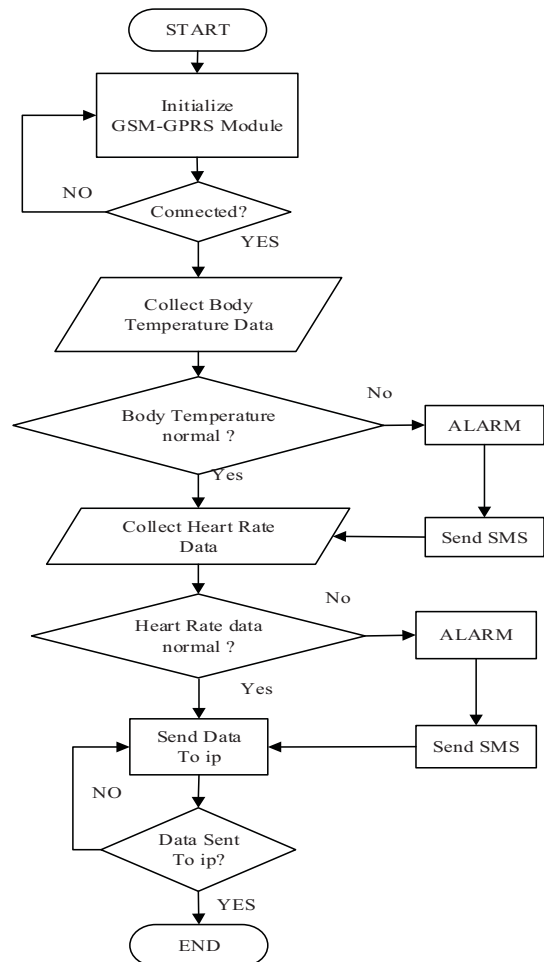 START
Initialize
GSM-GPRS Module
NO
Connected?
YES
Collect Body
Temperature Data
No
Body Temperature
normal ?
ALARM
Yes
Collect Heart Rate
Data
Send SMS
No
Heart Rate data
normal ?
ALARM
Yes
Send Data
To ip
Send SMS
NO
Data Sent
To ip?
YES
END